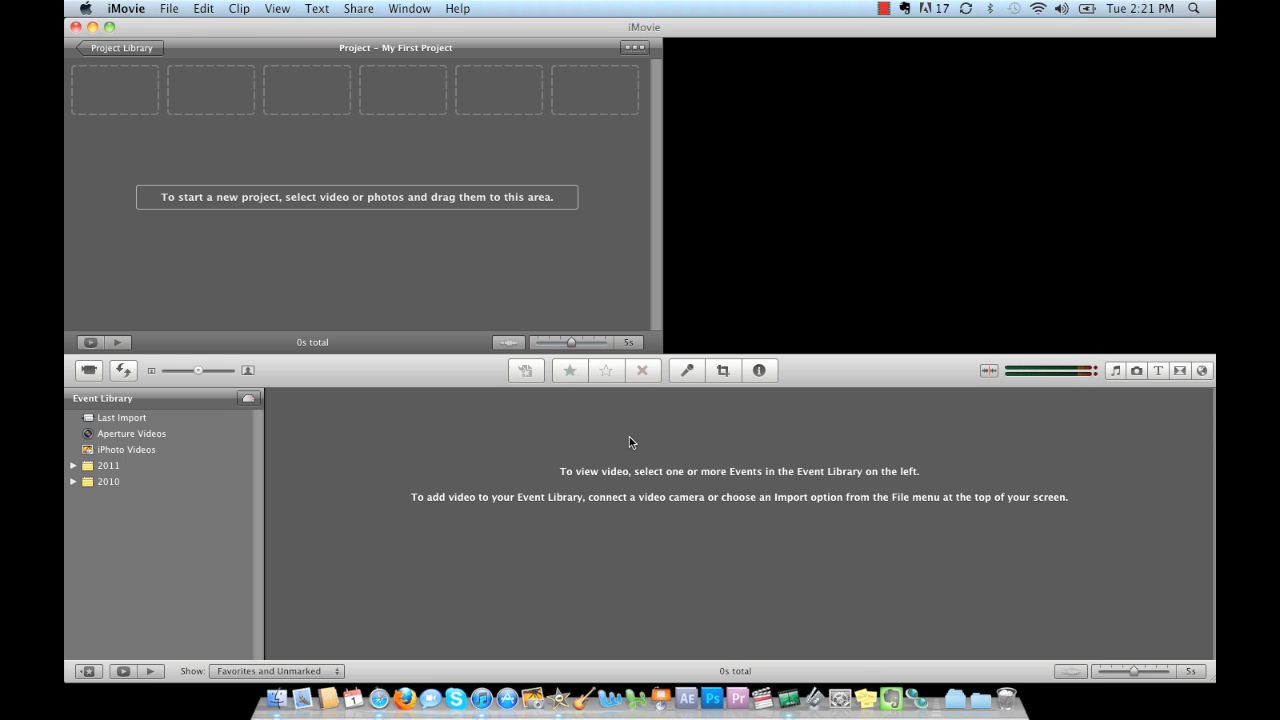 iMovie File Edit Clip View Text Share Window Help 17 Tue 2:21 PM
iMovie
Project Library Project - My First Project
To start a new project, select video or photos and drag them to this area.
0s total 5s
Event Library
Last Import
Aperture Videos
iPhoto Videos
2011
2010
To view video, select one or more Events in the Event Library on the left.
To add video to your Event Library, connect a video camera or choose an Import option from the File menu at the top of your screen.
Show: Favorites and Unmarked 0s total 5s
AE Ps Pr